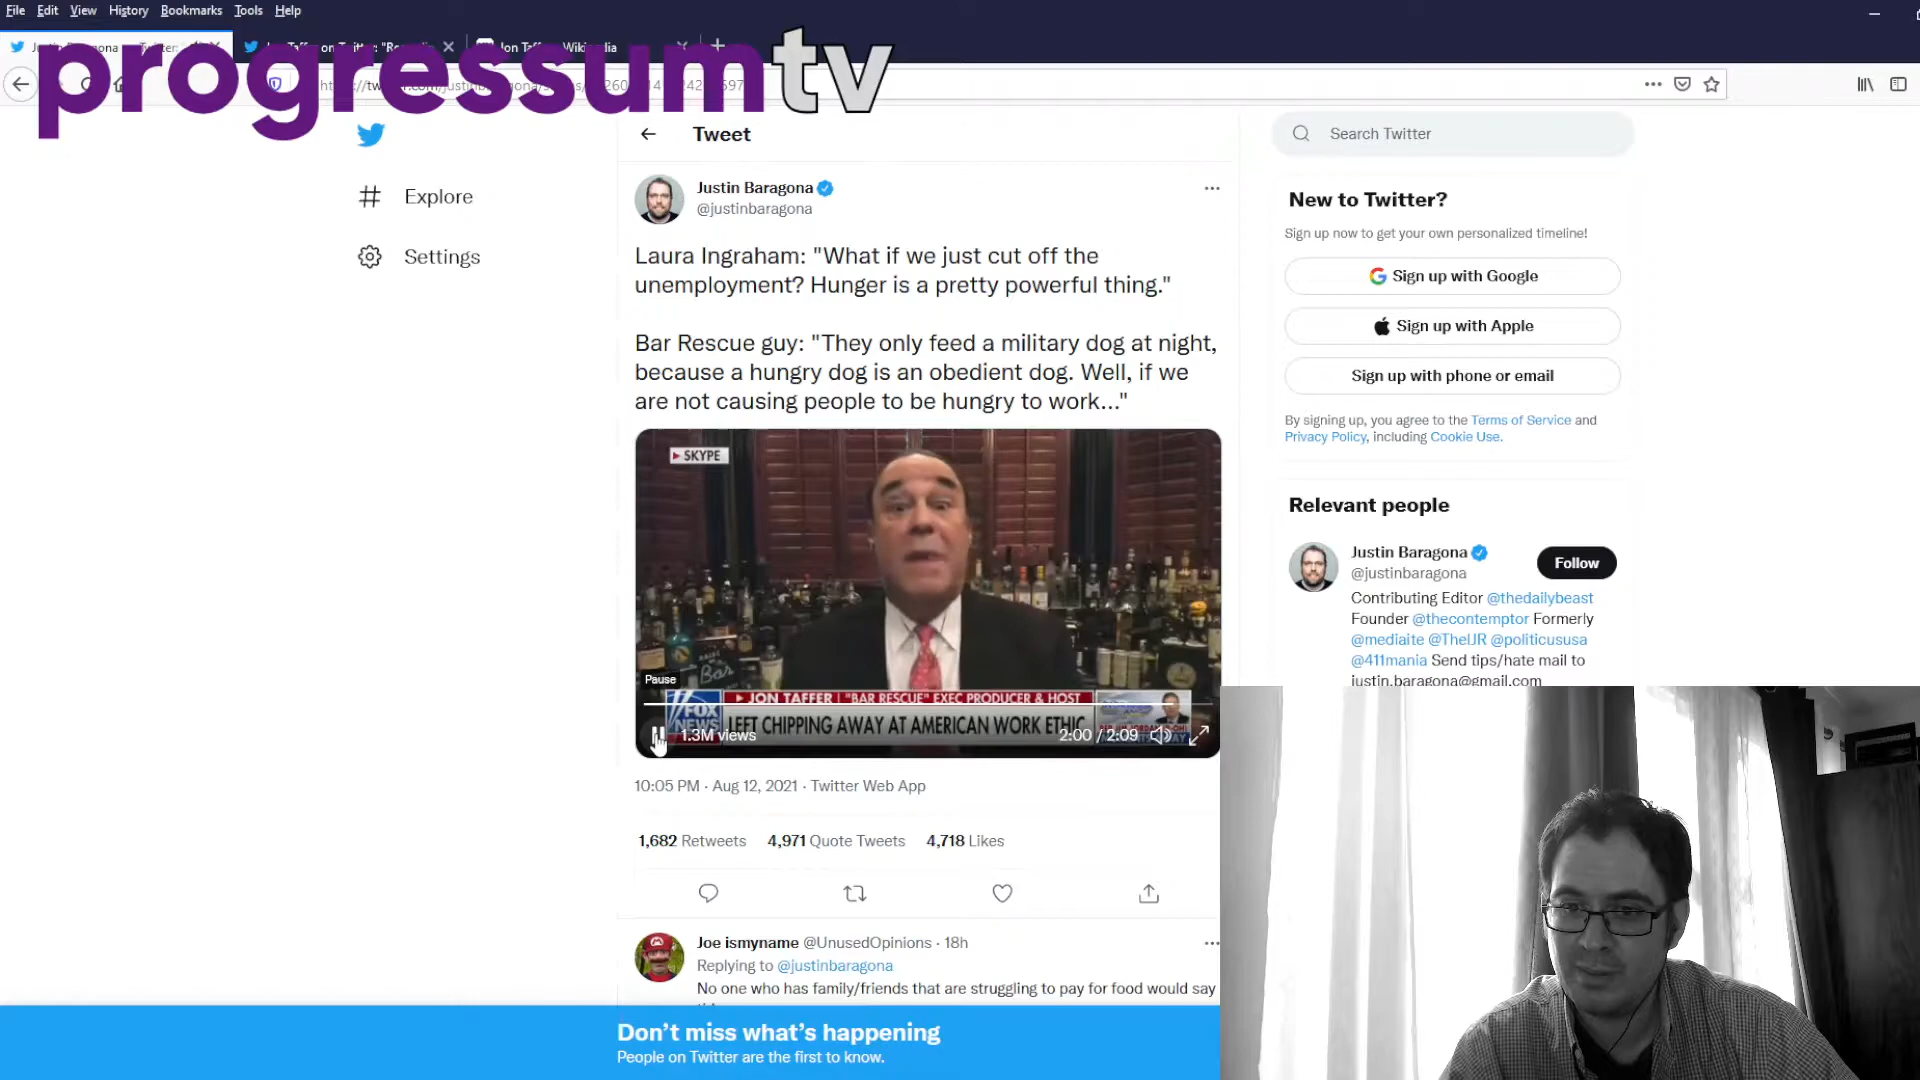 File Edit View History Bookmarks Tools Help
progressumtv
Jon Taffer - Wikipedia
Explore
Settings
Tweet
Justin Baragona
@justinbaragona
Laura Ingraham: "What if we just cut off the
unemployment? Hunger is a pretty powerful thing."
Bar Rescue guy: "They only feed a military dog at night,
because a hungry dog is an obedient dog. Well, if we
are not causing people to be hungry to work..."
SKYPE
Bar
Pause
JON TAFFER | "BAR RESCUE" EXEC PRODUCER & HOST
FOX
NEWS
LEFT CHIPPING AWAY AT AMERICAN WORK ETHIC
1.3M views
2:00 / 2:09
10:05 PM · Aug 12, 2021 · Twitter Web App
1,682 Retweets 4,971 Quote Tweets 4,718 Likes
Joe ismyname @UnusedOpinions · 18h
Replying to @justinbaragona
No one who has family/friends that are struggling to pay for food would say
Don't miss what's happening
People on Twitter are the first to know.
Search Twitter
New to Twitter?
Sign up now to get your own personalized timeline!
Sign up with Google
Sign up with Apple
Sign up with phone or email
By signing up, you agree to the Terms of Service and
Privacy Policy, including Cookie Use.
Relevant people
Justin Baragona
@justinbaragona
Follow
Contributing Editor @thedailybeast
Founder @thecontemptor Formerly
@mediaite @TheIJR @politicususa
@411mania Send tips/hate mail to
justin.baragona@gmail.com